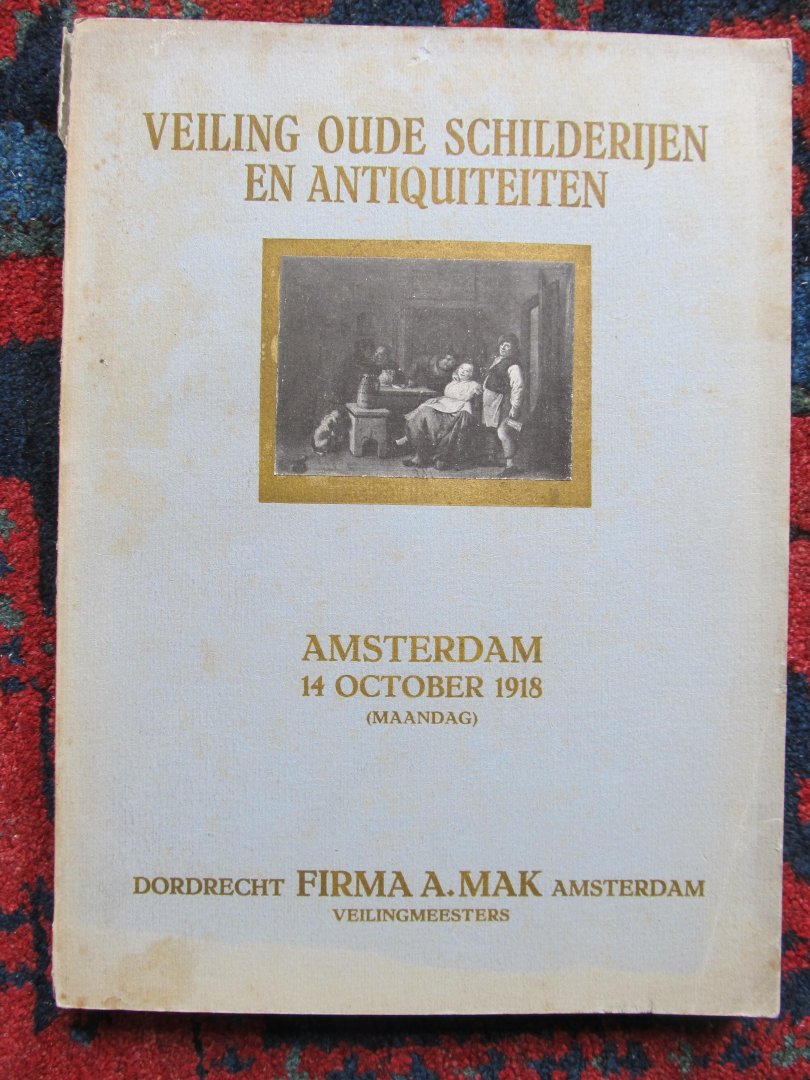 VEILING OUDE SCHILDERIJEN
EN ANTIQUITEITEN
AMSTERDAM
14 OCTOBER 1918
(MAANDAG)
DORDRECHT FIRMA A. MAK AMSTERDAM
VEILINGMEESTERS